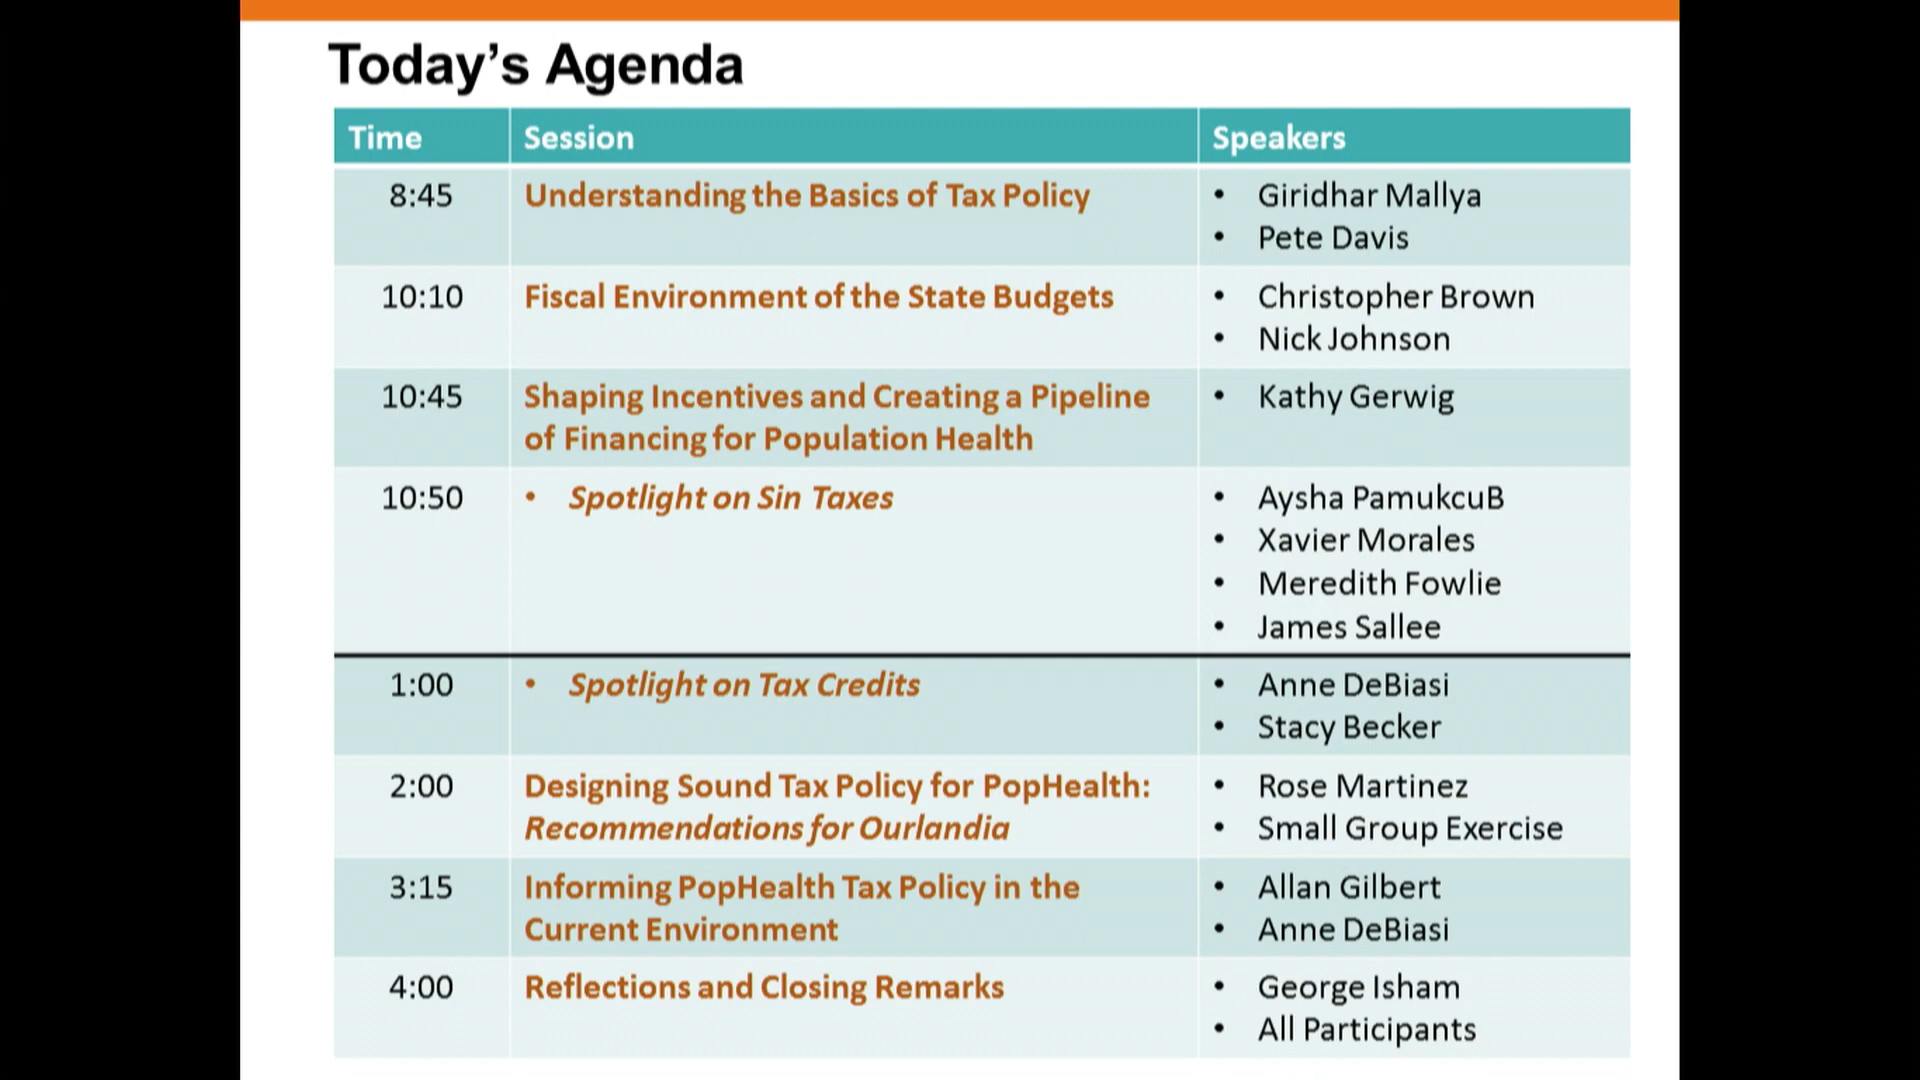 Today's Agenda
Time Session Speakers
8:45 Understanding the Basics of Tax Policy • Giridhar Mallya
• Pete Davis
10:10 Fiscal Environment of the State Budgets • Christopher Brown
• Nick Johnson
10:45 Shaping Incentives and Creating a Pipeline • Kathy Gerwig
of Financing for Population Health
10:50 • Spotlight on Sin Taxes • Aysha PamukcuB
• Xavier Morales
• Meredith Fowlie
• James Sallee
1:00 • Spotlight on Tax Credits • Anne DeBiasi
• Stacy Becker
2:00 Designing Sound Tax Policy for PopHealth: • Rose Martinez
Recommendations for Ourlandia • Small Group Exercise
3:15 Informing PopHealth Tax Policy in the • Allan Gilbert
Current Environment • Anne DeBiasi
4:00 Reflections and Closing Remarks • George Isham
• All Participants